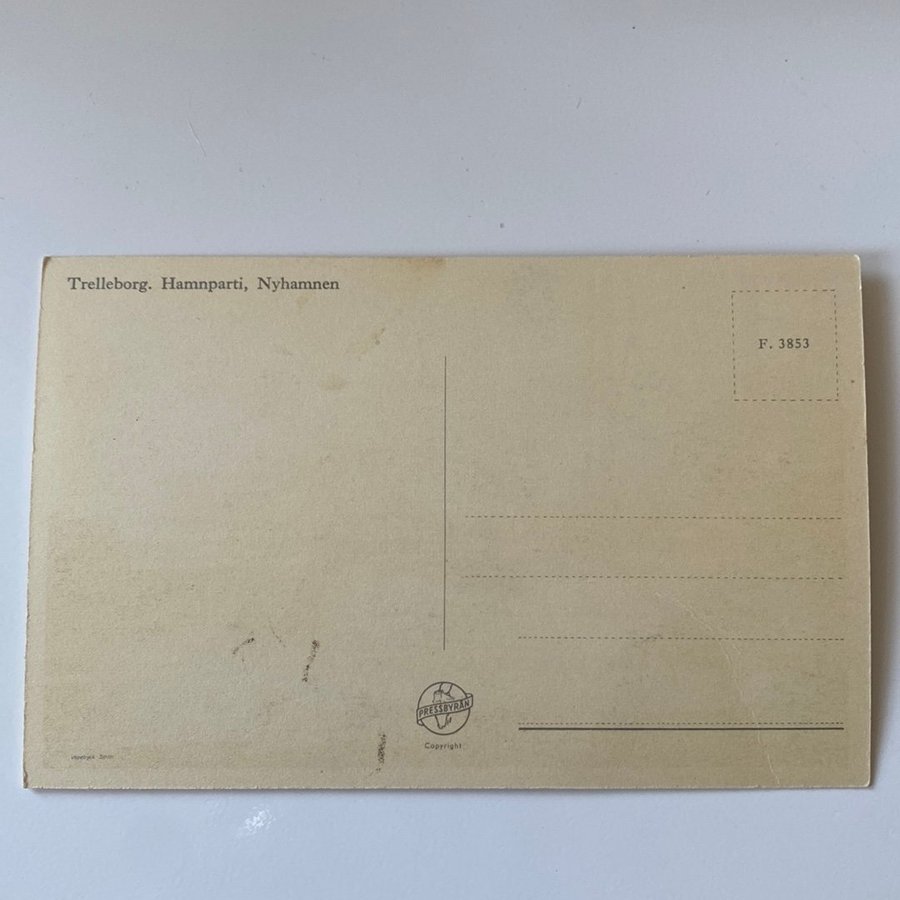 Trelleborg. Hamnparti, Nyhamnen
F. 3853
PRESSBYRÅN
Copyright